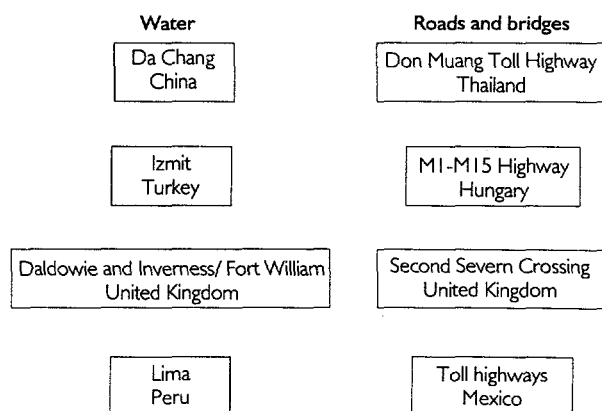 Water
Da Chang
China
Izmit
Turkey
Daldowie and Inverness/ Fort William
United Kingdom
Lima
Peru
Roads and bridges
Don Muang Toll Highway
Thailand
M1-M15 Highway
Hungary
Second Severn Crossing
United Kingdom
Toll highways
Mexico